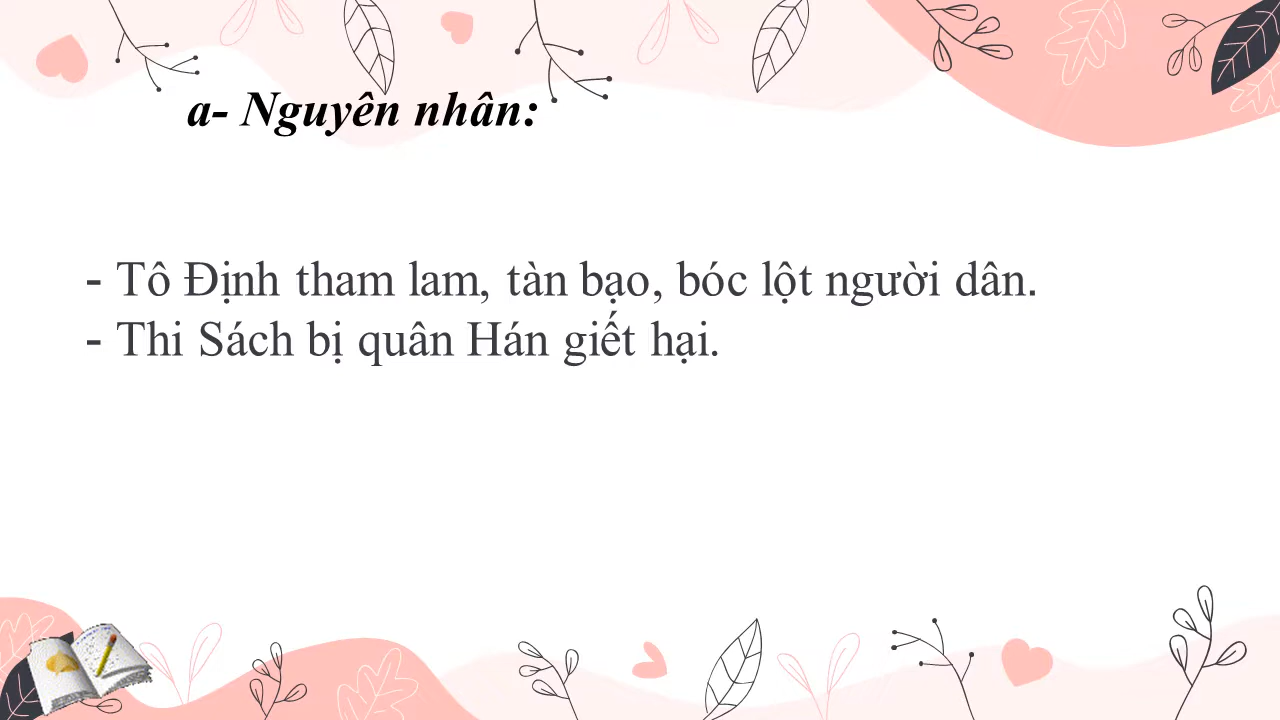 a- Nguyên nhân:
- Tô Định tham lam, tàn bạo, bóc lột người dân.
- Thi Sách bị quân Hán giết hại.